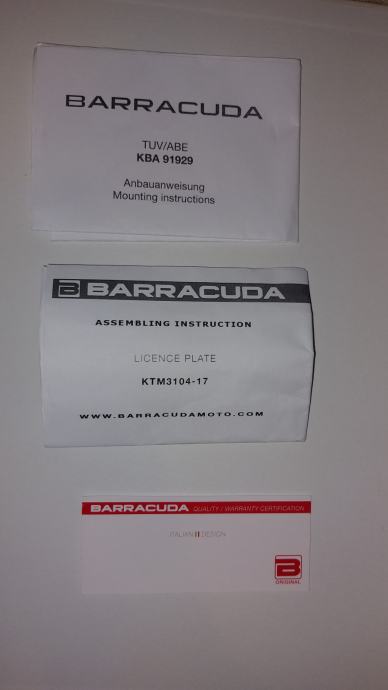 BARRACUDA
TUV/ABE
KBA 91929
Anbauanweisung
Mounting instructions
B BARRACUDA
ASSEMBLING INSTRUCTION
LICENCE PLATE
KTM3104-17
WWW.BARRACUDAMOTO.COM
BARRACUDA QUALITY / WARRANTY CERTIFICATION
ITALIAN DESIGN
B
ORIGINAL